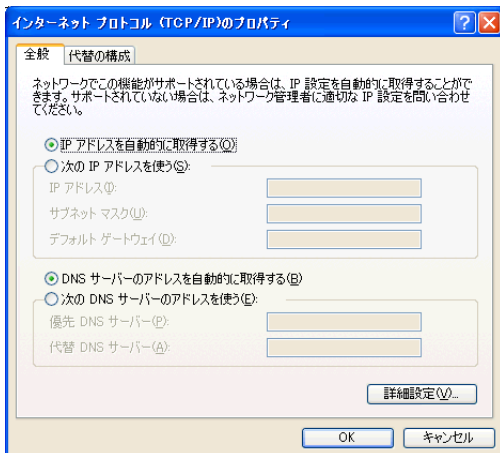 インターネット プロトコル (TCP/IP)のプロパティ
全般
代替の構成
ネットワークでこの機能がサポートされている場合は、IP 設定を自動的に取得することがで
きます。サポートされていない場合は、ネットワーク管理者に適切な IP 設定を問い合わせ
てください。
IP アドレスを自動的に取得する(O)
次の IP アドレスを使う(S):
IP アドレス(I):
サブネット マスク(U):
デフォルト ゲートウェイ(D):
DNS サーバーのアドレスを自動的に取得する(B)
次の DNS サーバーのアドレスを使う(E):
優先 DNS サーバー(P):
代替 DNS サーバー(A):
詳細設定(V)...
OK
キャンセル